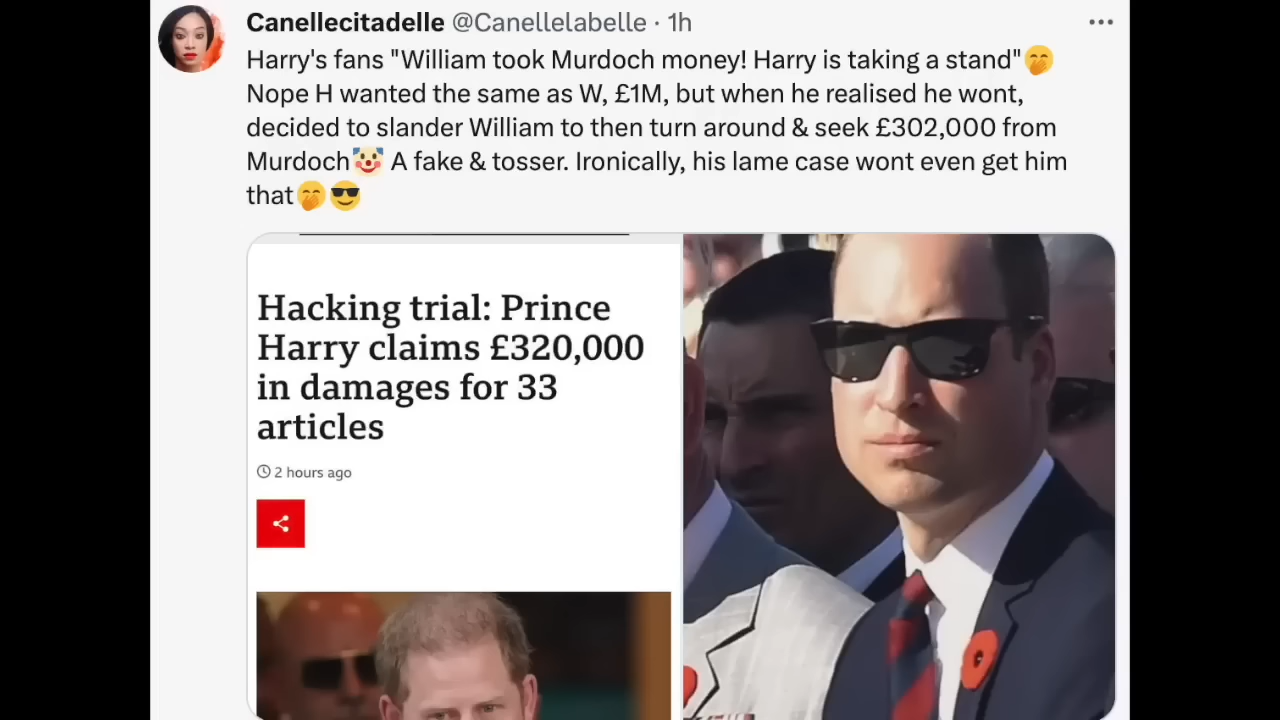 Canellecitadelle @Canellelabelle · 1h
Harry's fans "William took Murdoch money! Harry is taking a stand"🤭
Nope H wanted the same as W, £1M, but when he realised he wont,
decided to slander William to then turn around & seek £302,000 from
Murdoch🤡 A fake & tosser. Ironically, his lame case wont even get him
that🤭😎
Hacking trial: Prince
Harry claims £320,000
in damages for 33
articles
2 hours ago